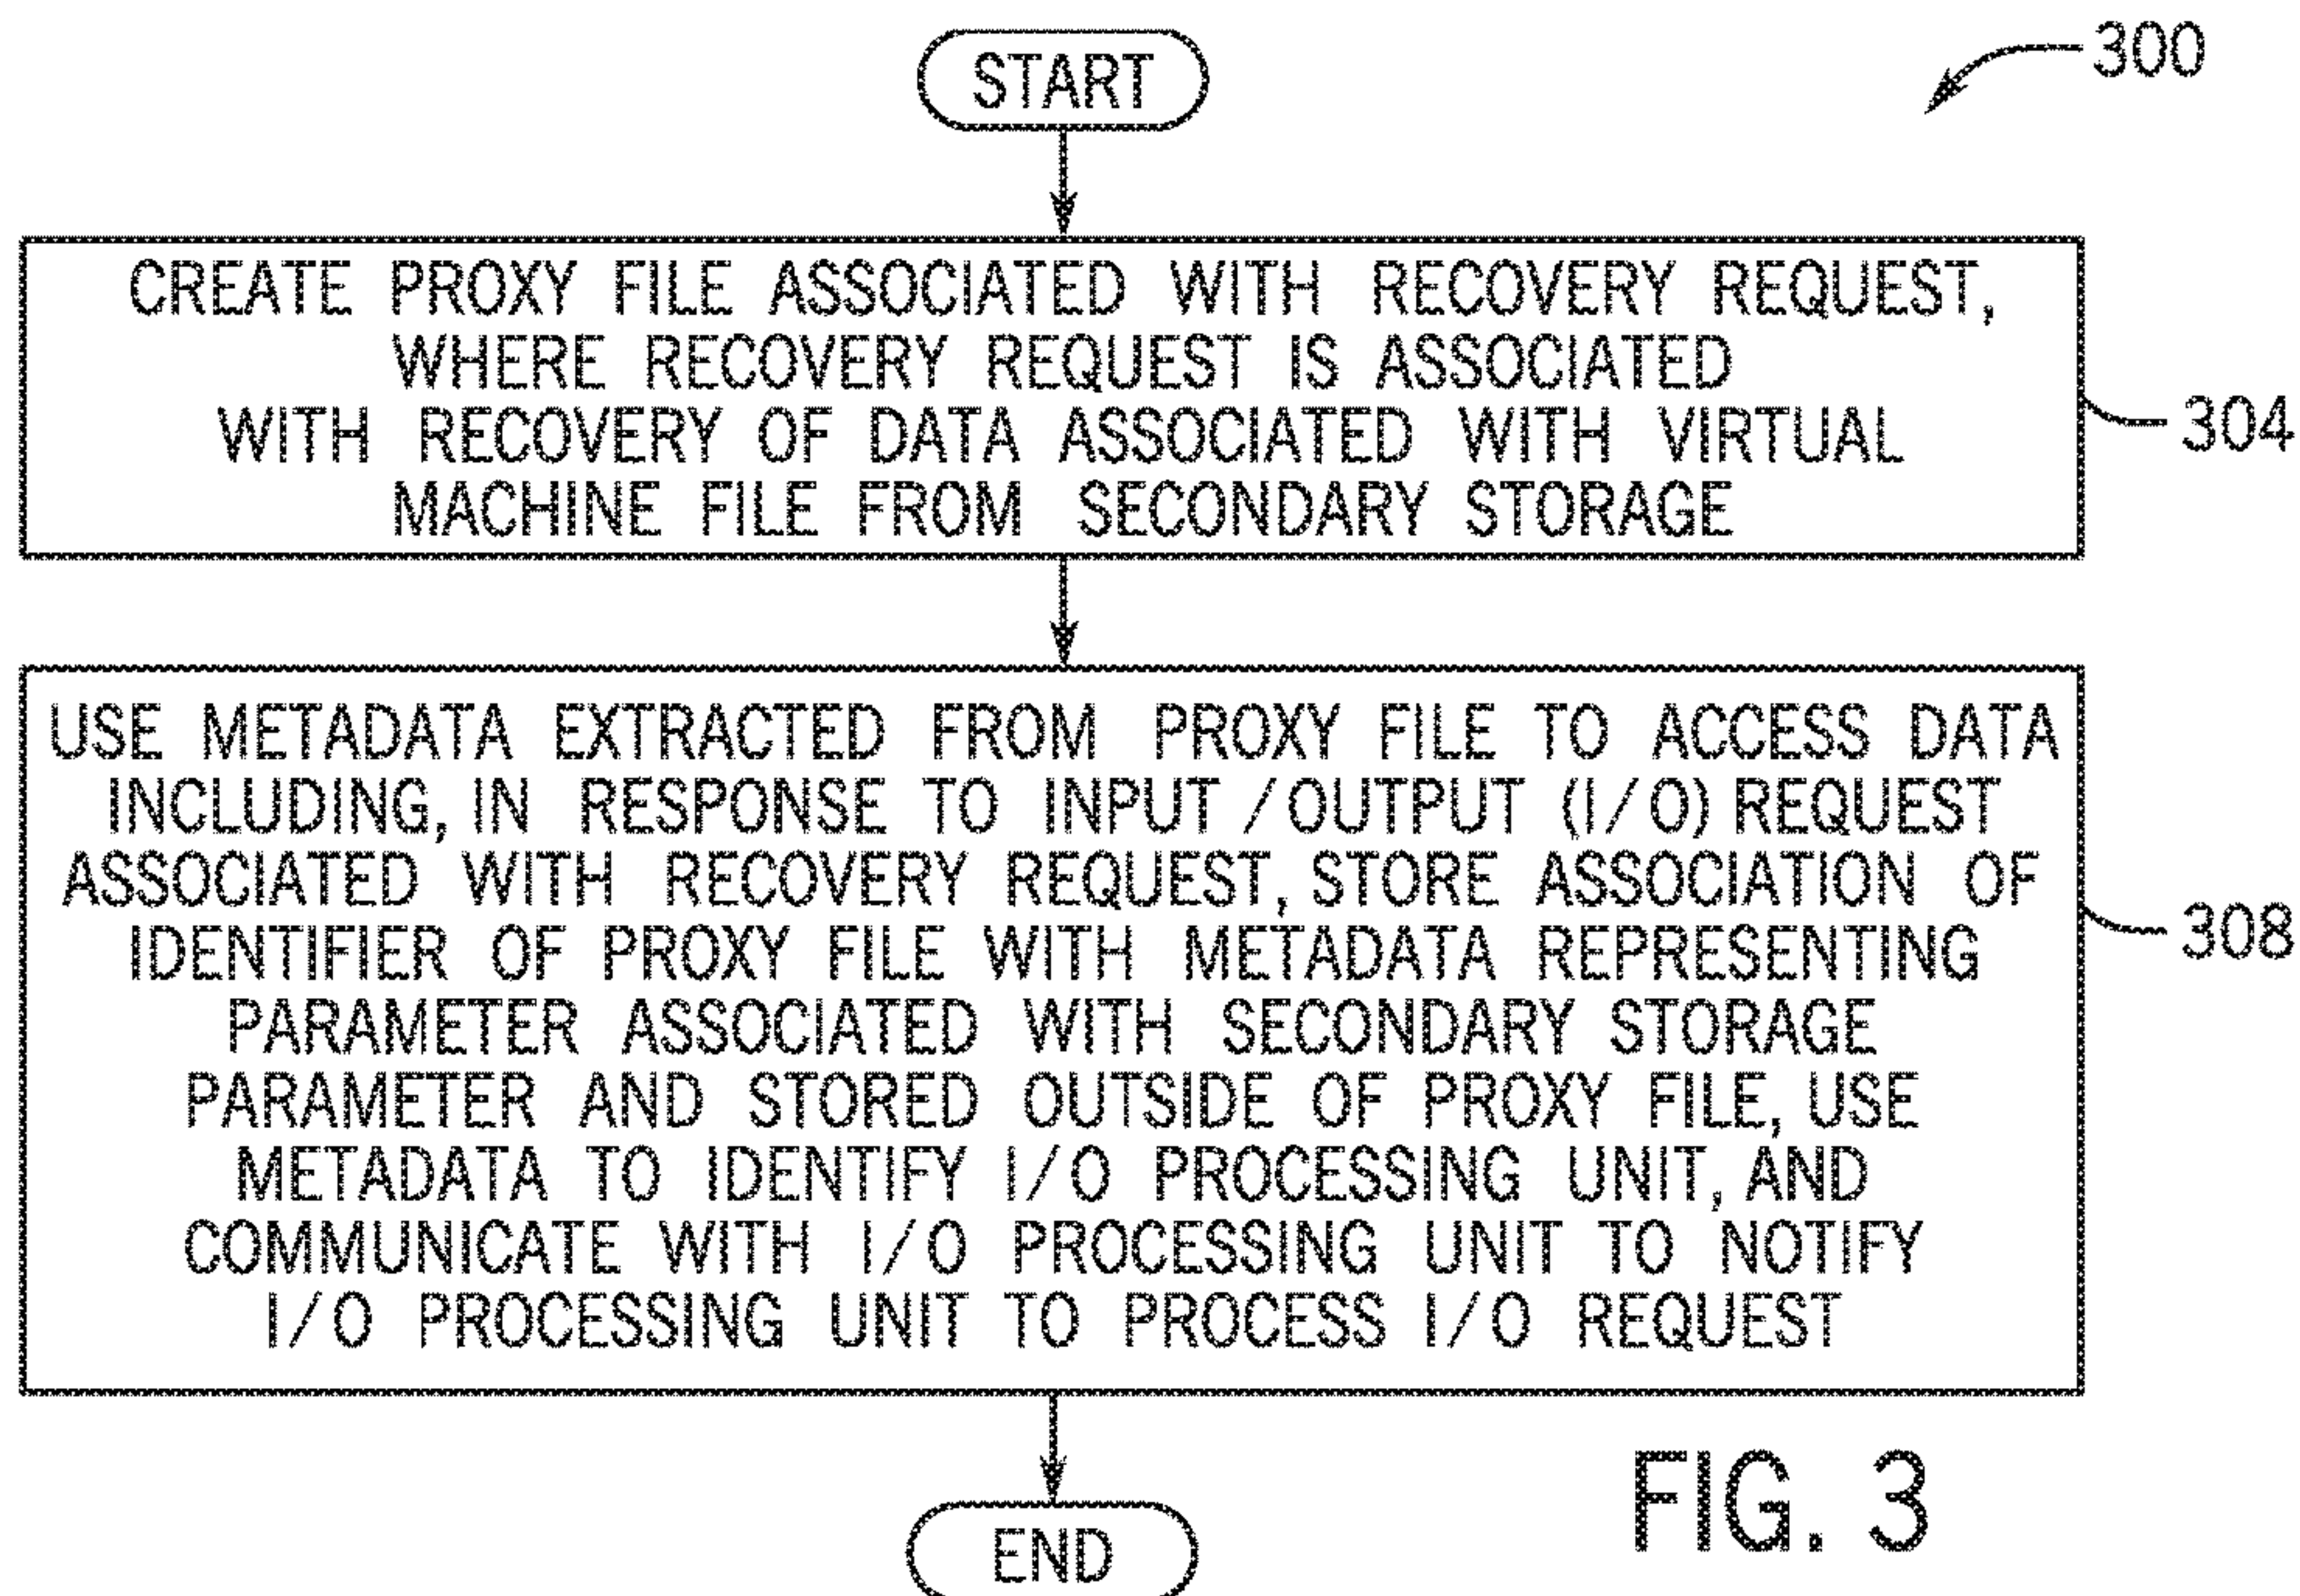 START
300
CREATE PROXY FILE ASSOCIATED WITH RECOVERY REQUEST,
WHERE RECOVERY REQUEST IS ASSOCIATED
WITH RECOVERY OF DATA ASSOCIATED WITH VIRTUAL
MACHINE FILE FROM SECONDARY STORAGE
304
USE METADATA EXTRACTED FROM PROXY FILE TO ACCESS DATA
INCLUDING, IN RESPONSE TO INPUT /OUTPUT (I/O) REQUEST
ASSOCIATED WITH RECOVERY REQUEST, STORE ASSOCIATION OF
IDENTIFIER OF PROXY FILE WITH METADATA REPRESENTING
PARAMETER ASSOCIATED WITH SECONDARY STORAGE
PARAMETER AND STORED OUTSIDE OF PROXY FILE, USE
METADATA TO IDENTIFY I/O PROCESSING UNIT, AND
COMMUNICATE WITH I/O PROCESSING UNIT TO NOTIFY
I/O PROCESSING UNIT TO PROCESS I/O REQUEST
308
END
FIG. 3